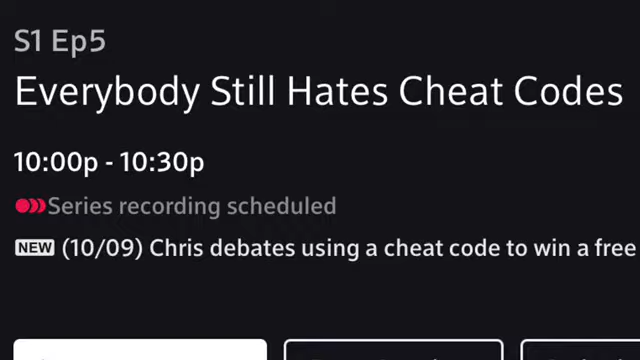 S1 Ep5
Everybody Still Hates Cheat Codes
10:00p - 10:30p
Series recording scheduled
NEW (10/09) Chris debates using a cheat code to win a free